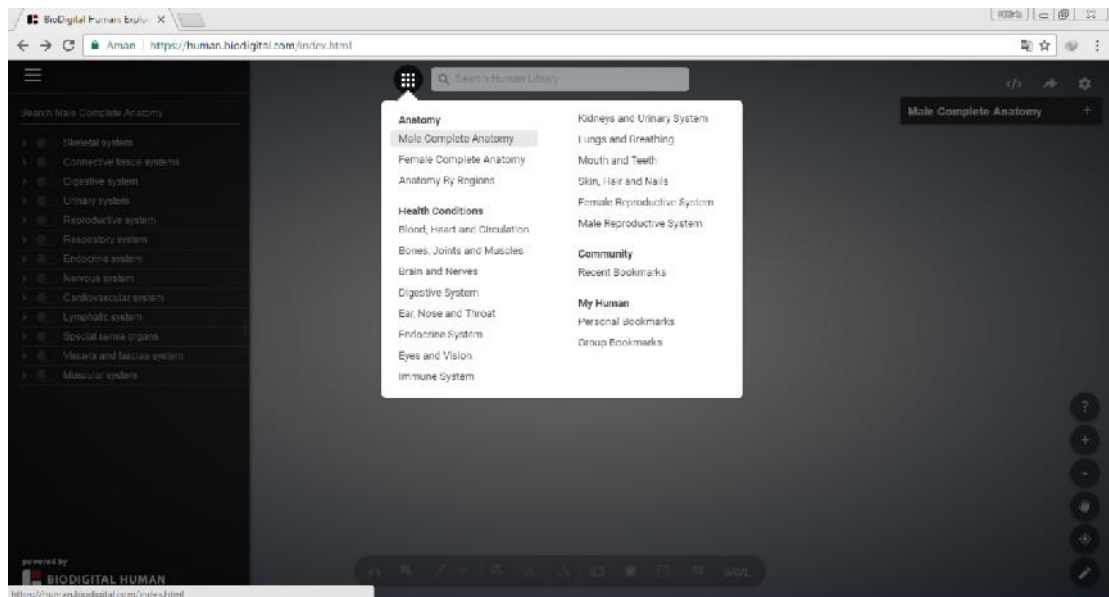 BioDigital Human Explor
Aman https://human.biodigital.com/index.html
Search Human Library
Search Male Complete Anatomy
Skeletal system
Connective tissue systems
Digestive system
Urinary system
Reproductive system
Respiratory system
Endocrine system
Nervous system
Cardiovascular system
Lymphatic system
Special sense organs
Viscera and fasciae system
Muscular system
powered by
BIODIGITAL HUMAN
https://human.biodigital.com/index.html
Anatomy
Male Complete Anatomy
Female Complete Anatomy
Anatomy By Regions
Health Conditions
Blood, Heart and Circulation
Bones, Joints and Muscles
Brain and Nerves
Digestive System
Ear, Nose and Throat
Endocrine System
Eyes and Vision
Immune System
Kidneys and Urinary System
Lungs and Breathing
Mouth and Teeth
Skin, Hair and Nails
Female Reproductive System
Male Reproductive System
Community
Recent Bookmarks
My Human
Personal Bookmarks
Group Bookmarks
Male Complete Anatomy +
SAVE